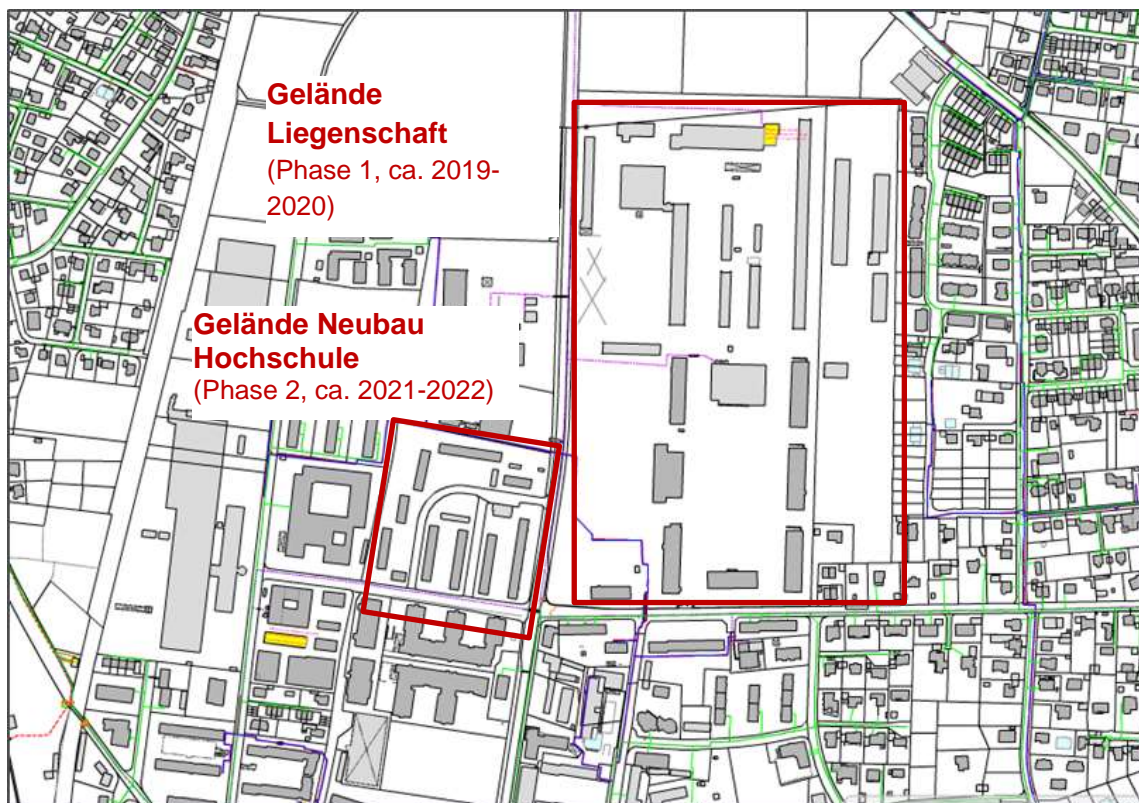 Gelände
Liegenschaft
(Phase 1, ca. 2019-
2020)
Gelände Neubau
Hochschule
(Phase 2, ca. 2021-2022)